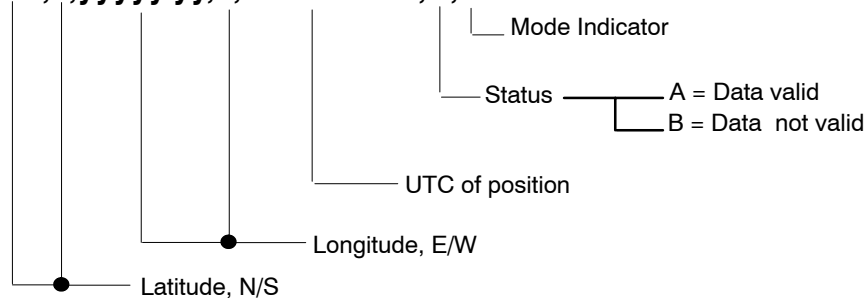 Mode Indicator
Status
A = Data valid
B = Data not valid
UTC of position
Longitude, E/W
Latitude, N/S